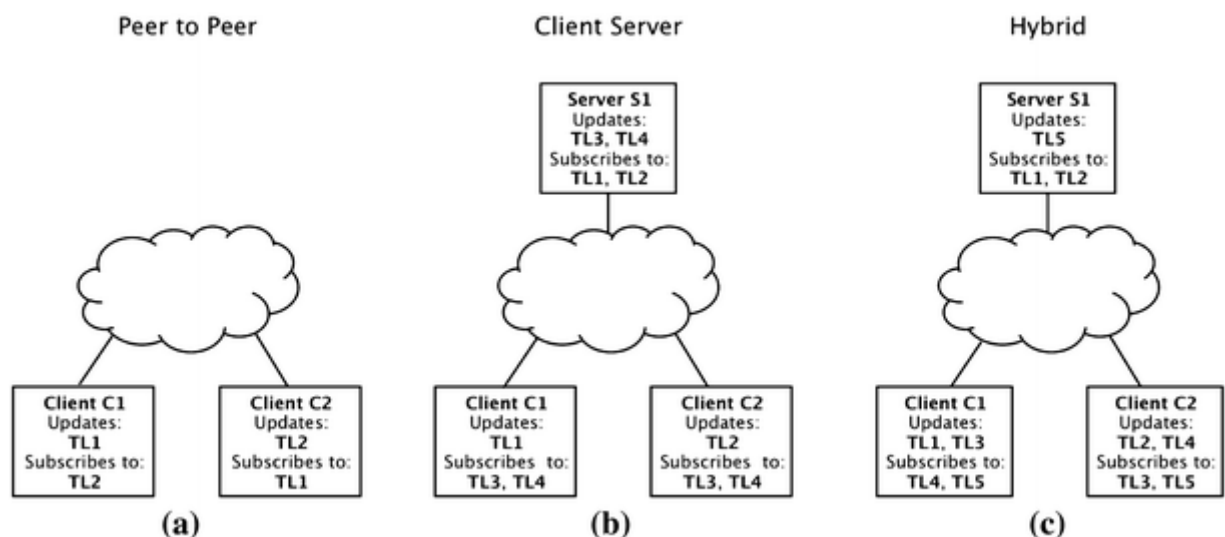 Peer to Peer
Client C1
Updates:
TL1
Subscribes to:
TL2
Client C2
Updates:
TL2
Subscribes to:
TL1
(a)
Client Server
Server S1
Updates:
TL3, TL4
Subscribes to:
TL1, TL2
Client C1
Updates:
TL1
Subscribes to:
TL3, TL4
Client C2
Updates:
TL2
Subscribes to:
TL3, TL4
(b)
Hybrid
Server S1
Updates:
TL5
Subscribes to:
TL1, TL2
Client C1
Updates:
TL1, TL3
Subscribes to:
TL4, TL5
Client C2
Updates:
TL2, TL4
Subscribes to:
TL3, TL5
(c)